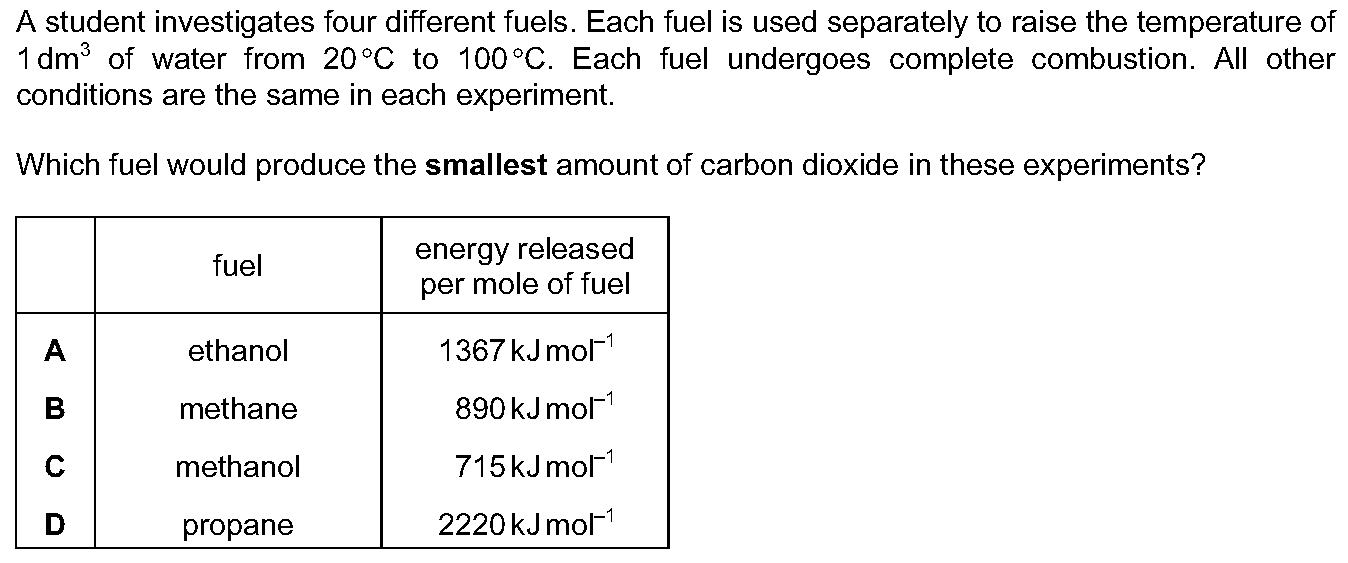 A student investigates four different fuels. Each fuel is used separately to raise the temperature of
1 dm³ of water from 20 °C to 100 °C. Each fuel undergoes complete combustion. All other
conditions are the same in each experiment.
Which fuel would produce the smallest amount of carbon dioxide in these experiments?
fuel energy released per mole of fuel
A ethanol 1367 kJ mol⁻¹
B methane 890 kJ mol⁻¹
C methanol 715 kJ mol⁻¹
D propane 2220 kJ mol⁻¹